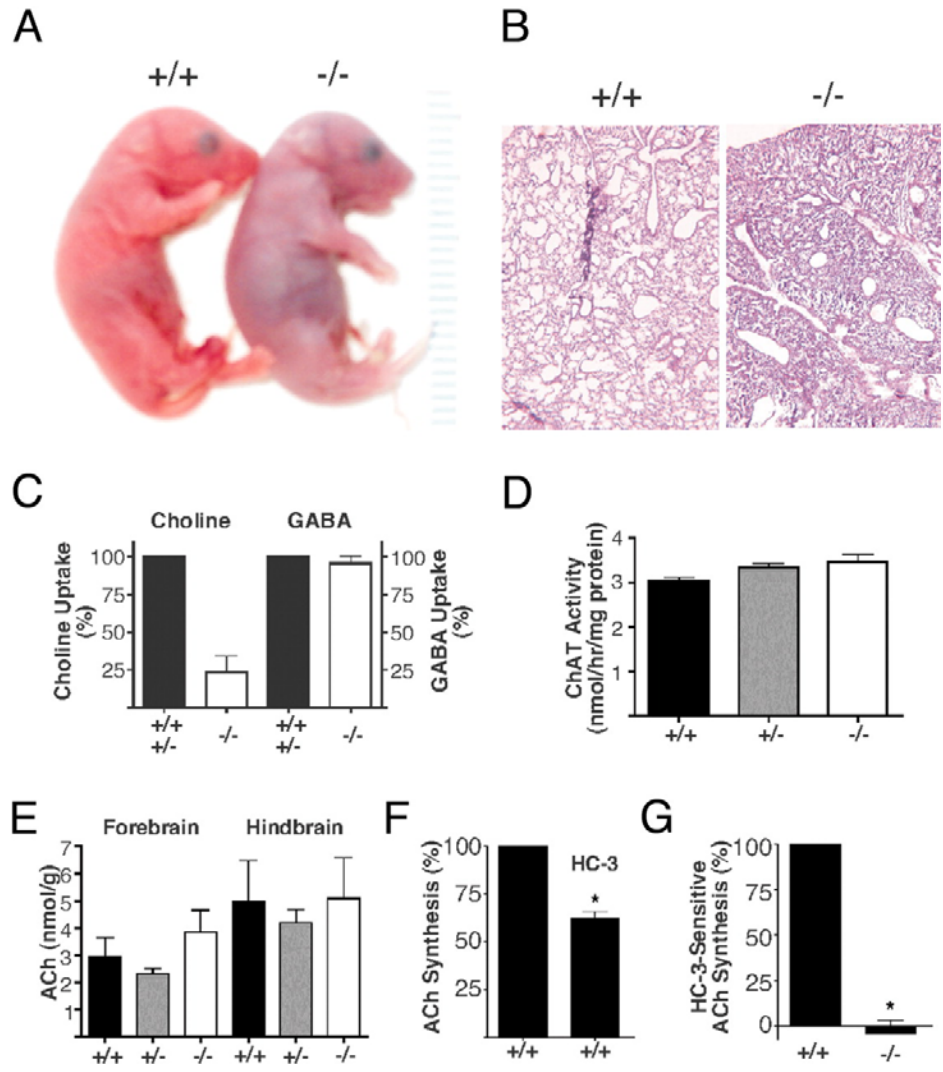 A
+/+
-/-
B
+/+
-/-
C
Choline
GABA
Choline Uptake
(%)
100
75
50
25
100
75
50
25
GABA Uptake
(%)
+/+
+/-
-/-
+/+
+/-
-/-
D
ChAT Activity
(nmol/hr/mg protein)
4
3
2
1
+/+
+/-
-/-
E
Forebrain
Hindbrain
ACh (nmol/g)
7
6
5
4
3
2
1
+/+
+/-
-/-
+/+
+/-
-/-
F
ACh Synthesis (%)
100
75
50
25
HC-3
*
+/+
+/+
G
HC-3-Sensitive
ACh Synthesis (%)
100
75
50
25
0
*
+/+
-/-